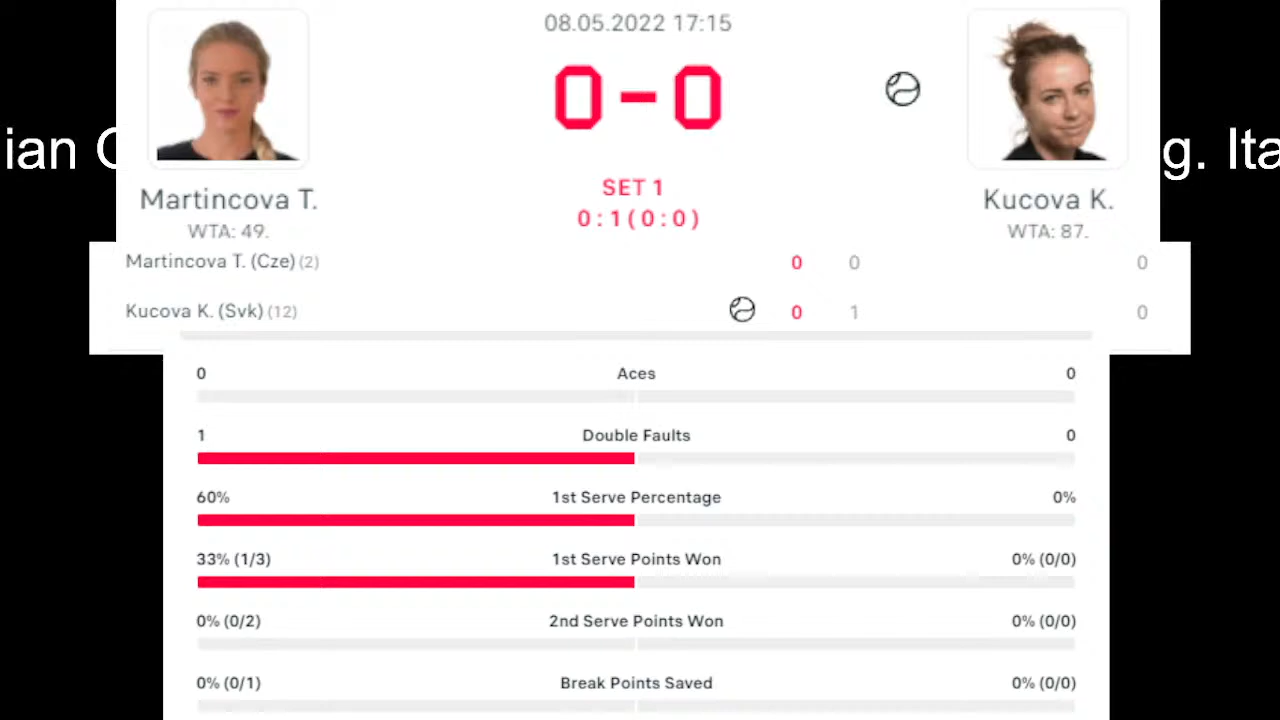 08.05.2022 17:15
0 - 0
ian
g. Ita
SET 1
0 : 1 ( 0 : 0 )
Martincova T.
WTA: 49.
Kucova K.
WTA: 87.
Martincova T. (Cze) (2) 0 0 0
Kucova K. (Svk) (12) 0 1 0
0 Aces 0
1 Double Faults 0
60% 1st Serve Percentage 0%
33% (1/3) 1st Serve Points Won 0% (0/0)
0% (0/2) 2nd Serve Points Won 0% (0/0)
0% (0/1) Break Points Saved 0% (0/0)